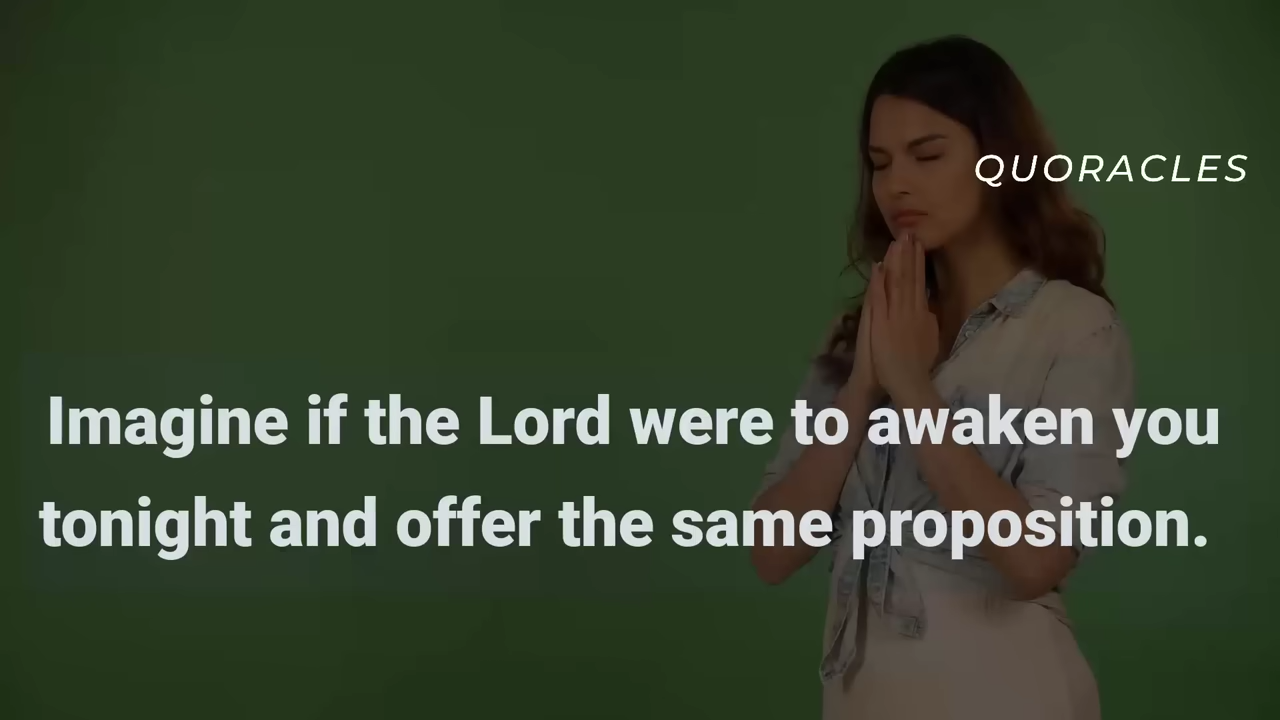 QUORACLES
Imagine if the Lord were to awaken you
tonight and offer the same proposition.